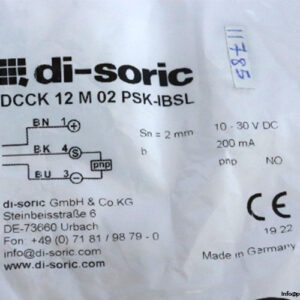 di-soric
11785
DCCK 12 M 02 PSK-IBSL
BN 1 +
BK 4 S
pnp
BU 3 −
Sn = 2 mm 10 - 30 V DC
b 200 mA
pnp NO
di-soric GmbH & Co KG
Steinbeisstraße 6
DE-73660 Urbach
Fon +49 (0) 71 81 / 98 79 - 0
info@di-soric.com
www.di-soric.com
CE
19 22
Made in Germany